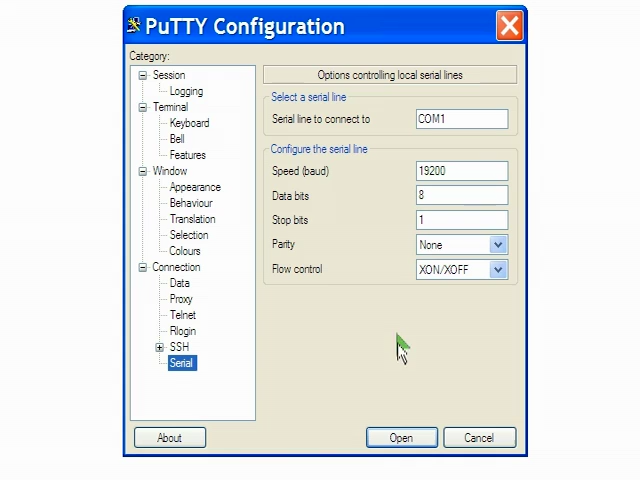 PuTTY Configuration
Category:
Session
Logging
Terminal
Keyboard
Bell
Features
Window
Appearance
Behaviour
Translation
Selection
Colours
Connection
Data
Proxy
Telnet
Rlogin
SSH
Serial
Options controlling local serial lines
Select a serial line
Serial line to connect to COM1
Configure the serial line
Speed (baud) 19200
Data bits 8
Stop bits 1
Parity None
Flow control XON/XOFF
About Open Cancel